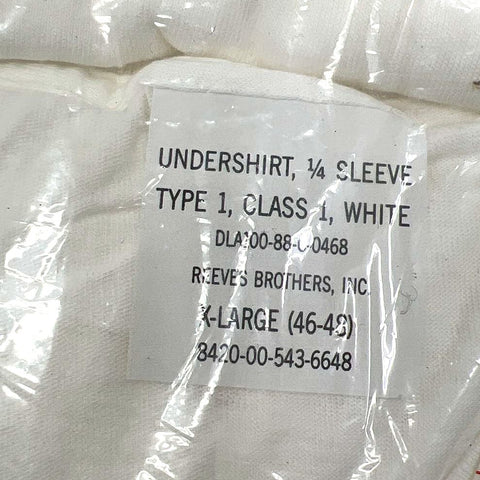 UNDERSHIRT, ¼ SLEEVE
TYPE 1, CLASS 1, WHITE
DLA100-88-C-0468
REEVES BROTHERS, INC.
X-LARGE (46-48)
8420-00-543-6648